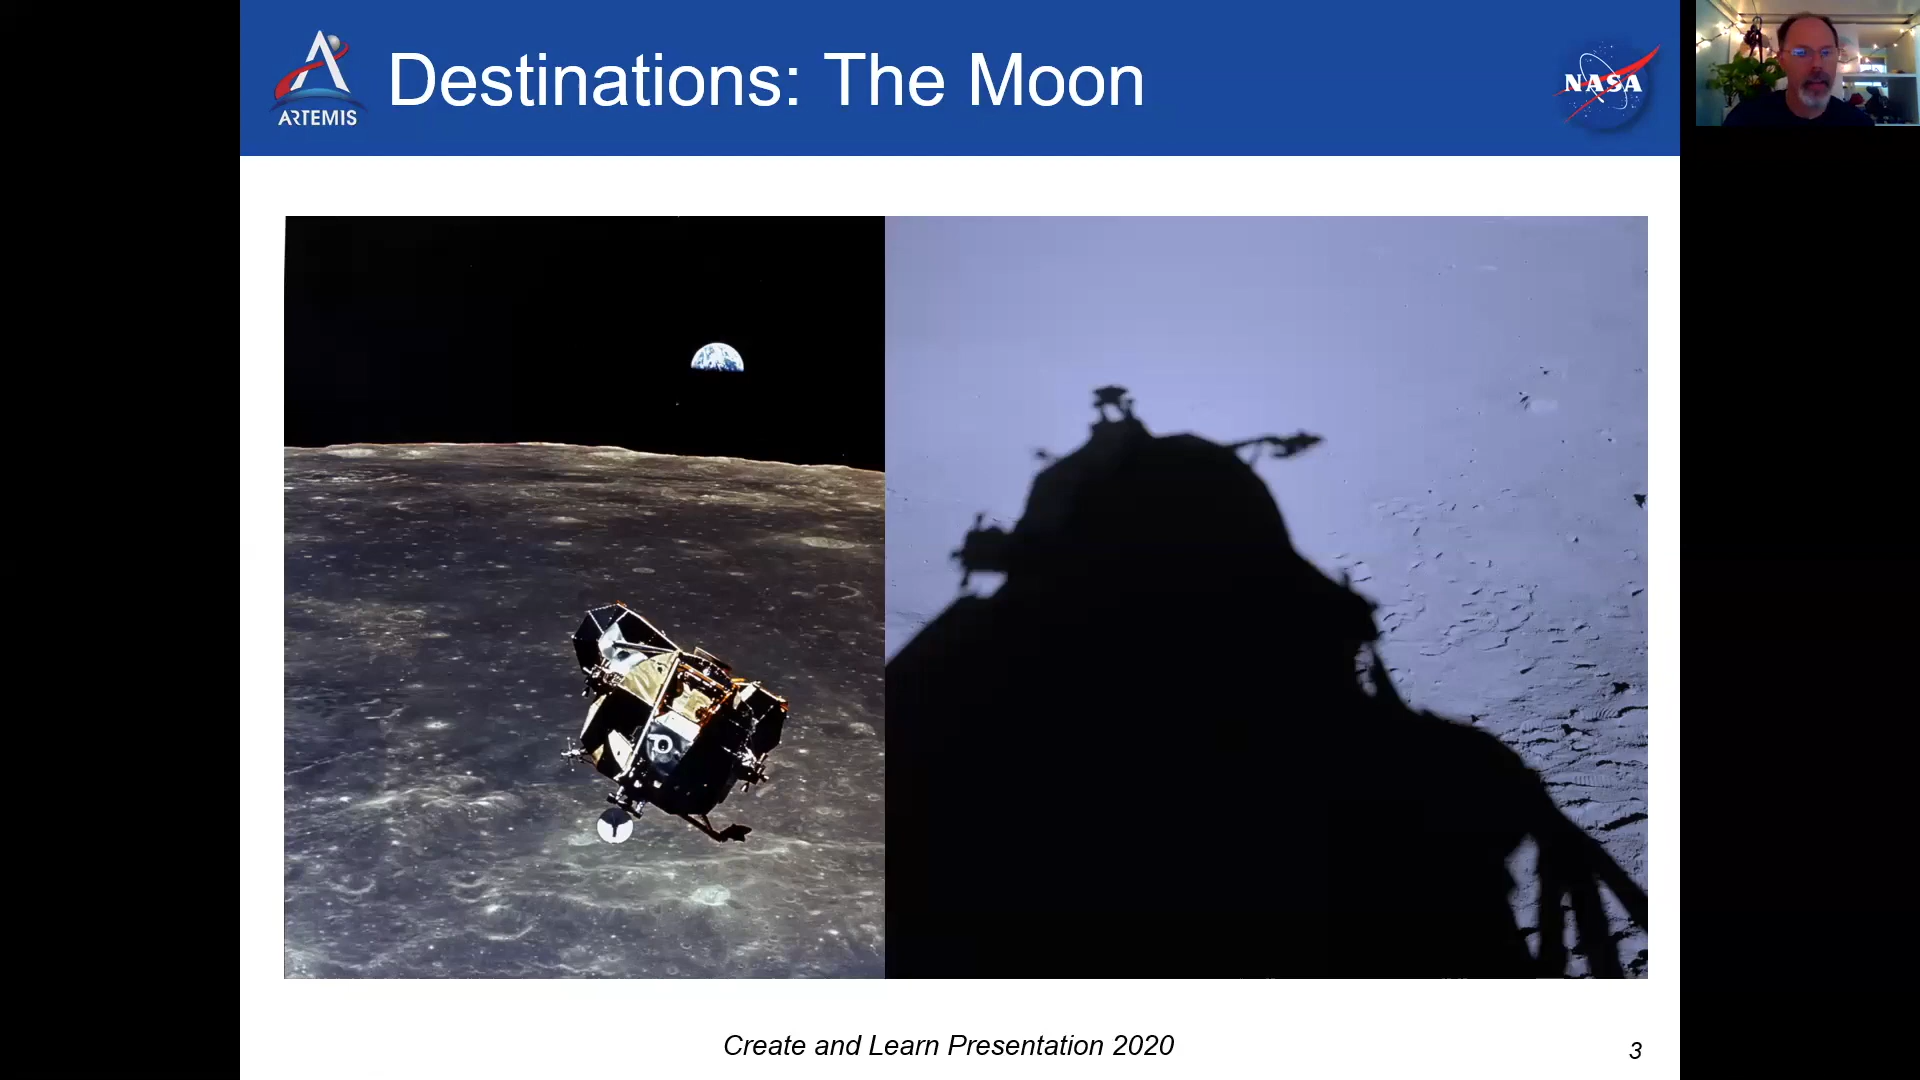 ARTEMIS
Destinations: The Moon
NASA
Create and Learn Presentation 2020
3